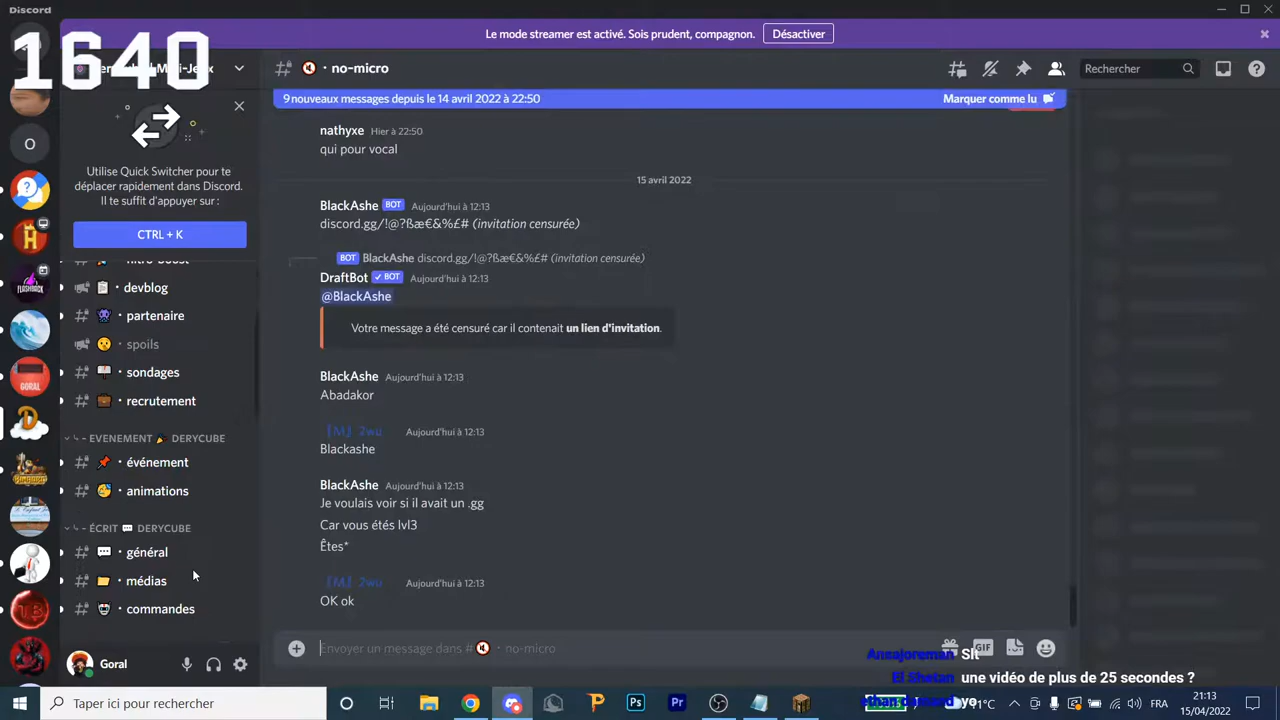 Discord
Le mode streamer est activé. Sois prudent, compagnon.
Désactiver
1640
no-micro
Rechercher
9 nouveaux messages depuis le 14 avril 2022 à 22:50
Marquer comme lu
Utilise Quick Switcher pour te
déplacer rapidement dans Discord.
Il te suffit d'appuyer sur :
CTRL + K
devblog
partenaire
spoils
sondages
recrutement
EVENEMENT DERYCUBE
événement
animations
ÉCRIT DERYCUBE
général
médias
commandes
Goral
nathyxe Hier à 22:50
qui pour vocal
15 avril 2022
BlackAshe BOT Aujourd'hui à 12:13
discord.gg/!@?ßæ€&%£# (invitation censurée)
BOT BlackAshe discord.gg/!@?ßæ€&%£# (invitation censurée)
DraftBot BOT Aujourd'hui à 12:13
@BlackAshe
Votre message a été censuré car il contenait un lien d'invitation.
BlackAshe Aujourd'hui à 12:13
Abadakor
[M] 2wu Aujourd'hui à 12:13
Blackashe
BlackAshe Aujourd'hui à 12:13
Je voulais voir si il avait un .gg
Car vous étés lvl3
Êtes*
[M] 2wu Aujourd'hui à 12:13
OK ok
Envoyer un message dans # no-micro
GIF
Annajoreman Slt
El Shetan une vidéo de plus de 25 secondes ?
yo
Taper ici pour rechercher
FRA
21:13
15/04/2022